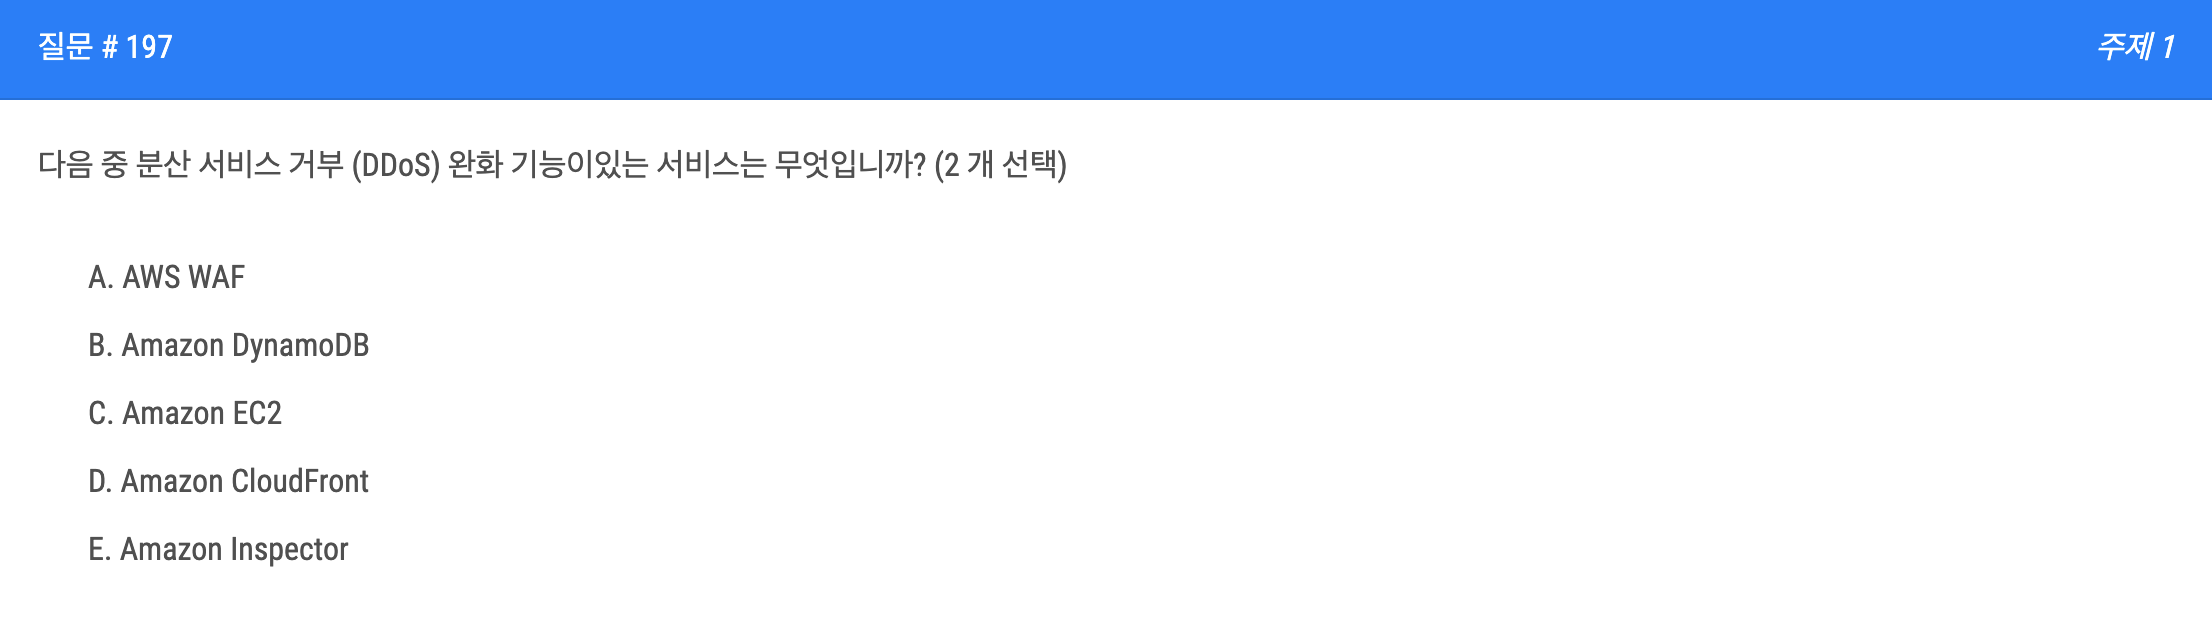 질문 # 197
주제 1
다음 중 분산 서비스 거부 (DDoS) 완화 기능이있는 서비스는 무엇입니까? (2 개 선택)
A. AWS WAF
B. Amazon DynamoDB
C. Amazon EC2
D. Amazon CloudFront
E. Amazon Inspector